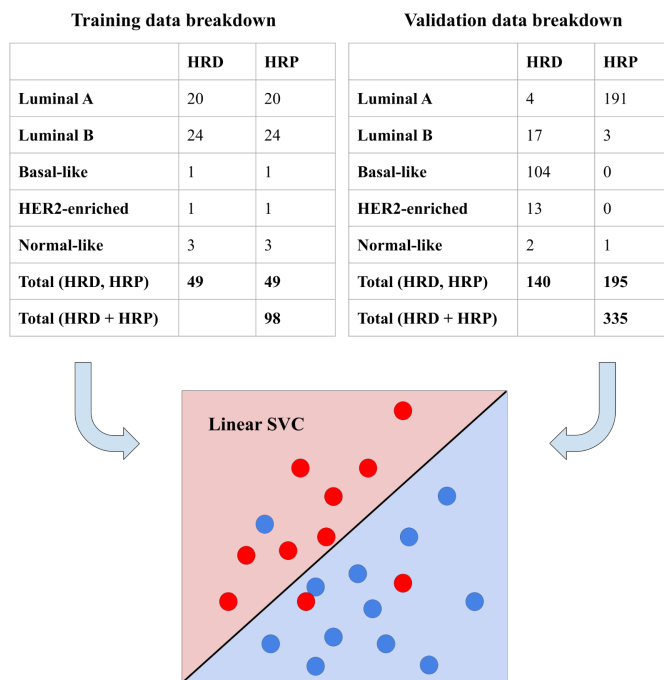 Training data breakdown
HRD HRP
Luminal A 20 20
Luminal B 24 24
Basal-like 1 1
HER2-enriched 1 1
Normal-like 3 3
Total (HRD, HRP) 49 49
Total (HRD + HRP) 98
Validation data breakdown
HRD HRP
Luminal A 4 191
Luminal B 17 3
Basal-like 104 0
HER2-enriched 13 0
Normal-like 2 1
Total (HRD, HRP) 140 195
Total (HRD + HRP) 335
Linear SVC